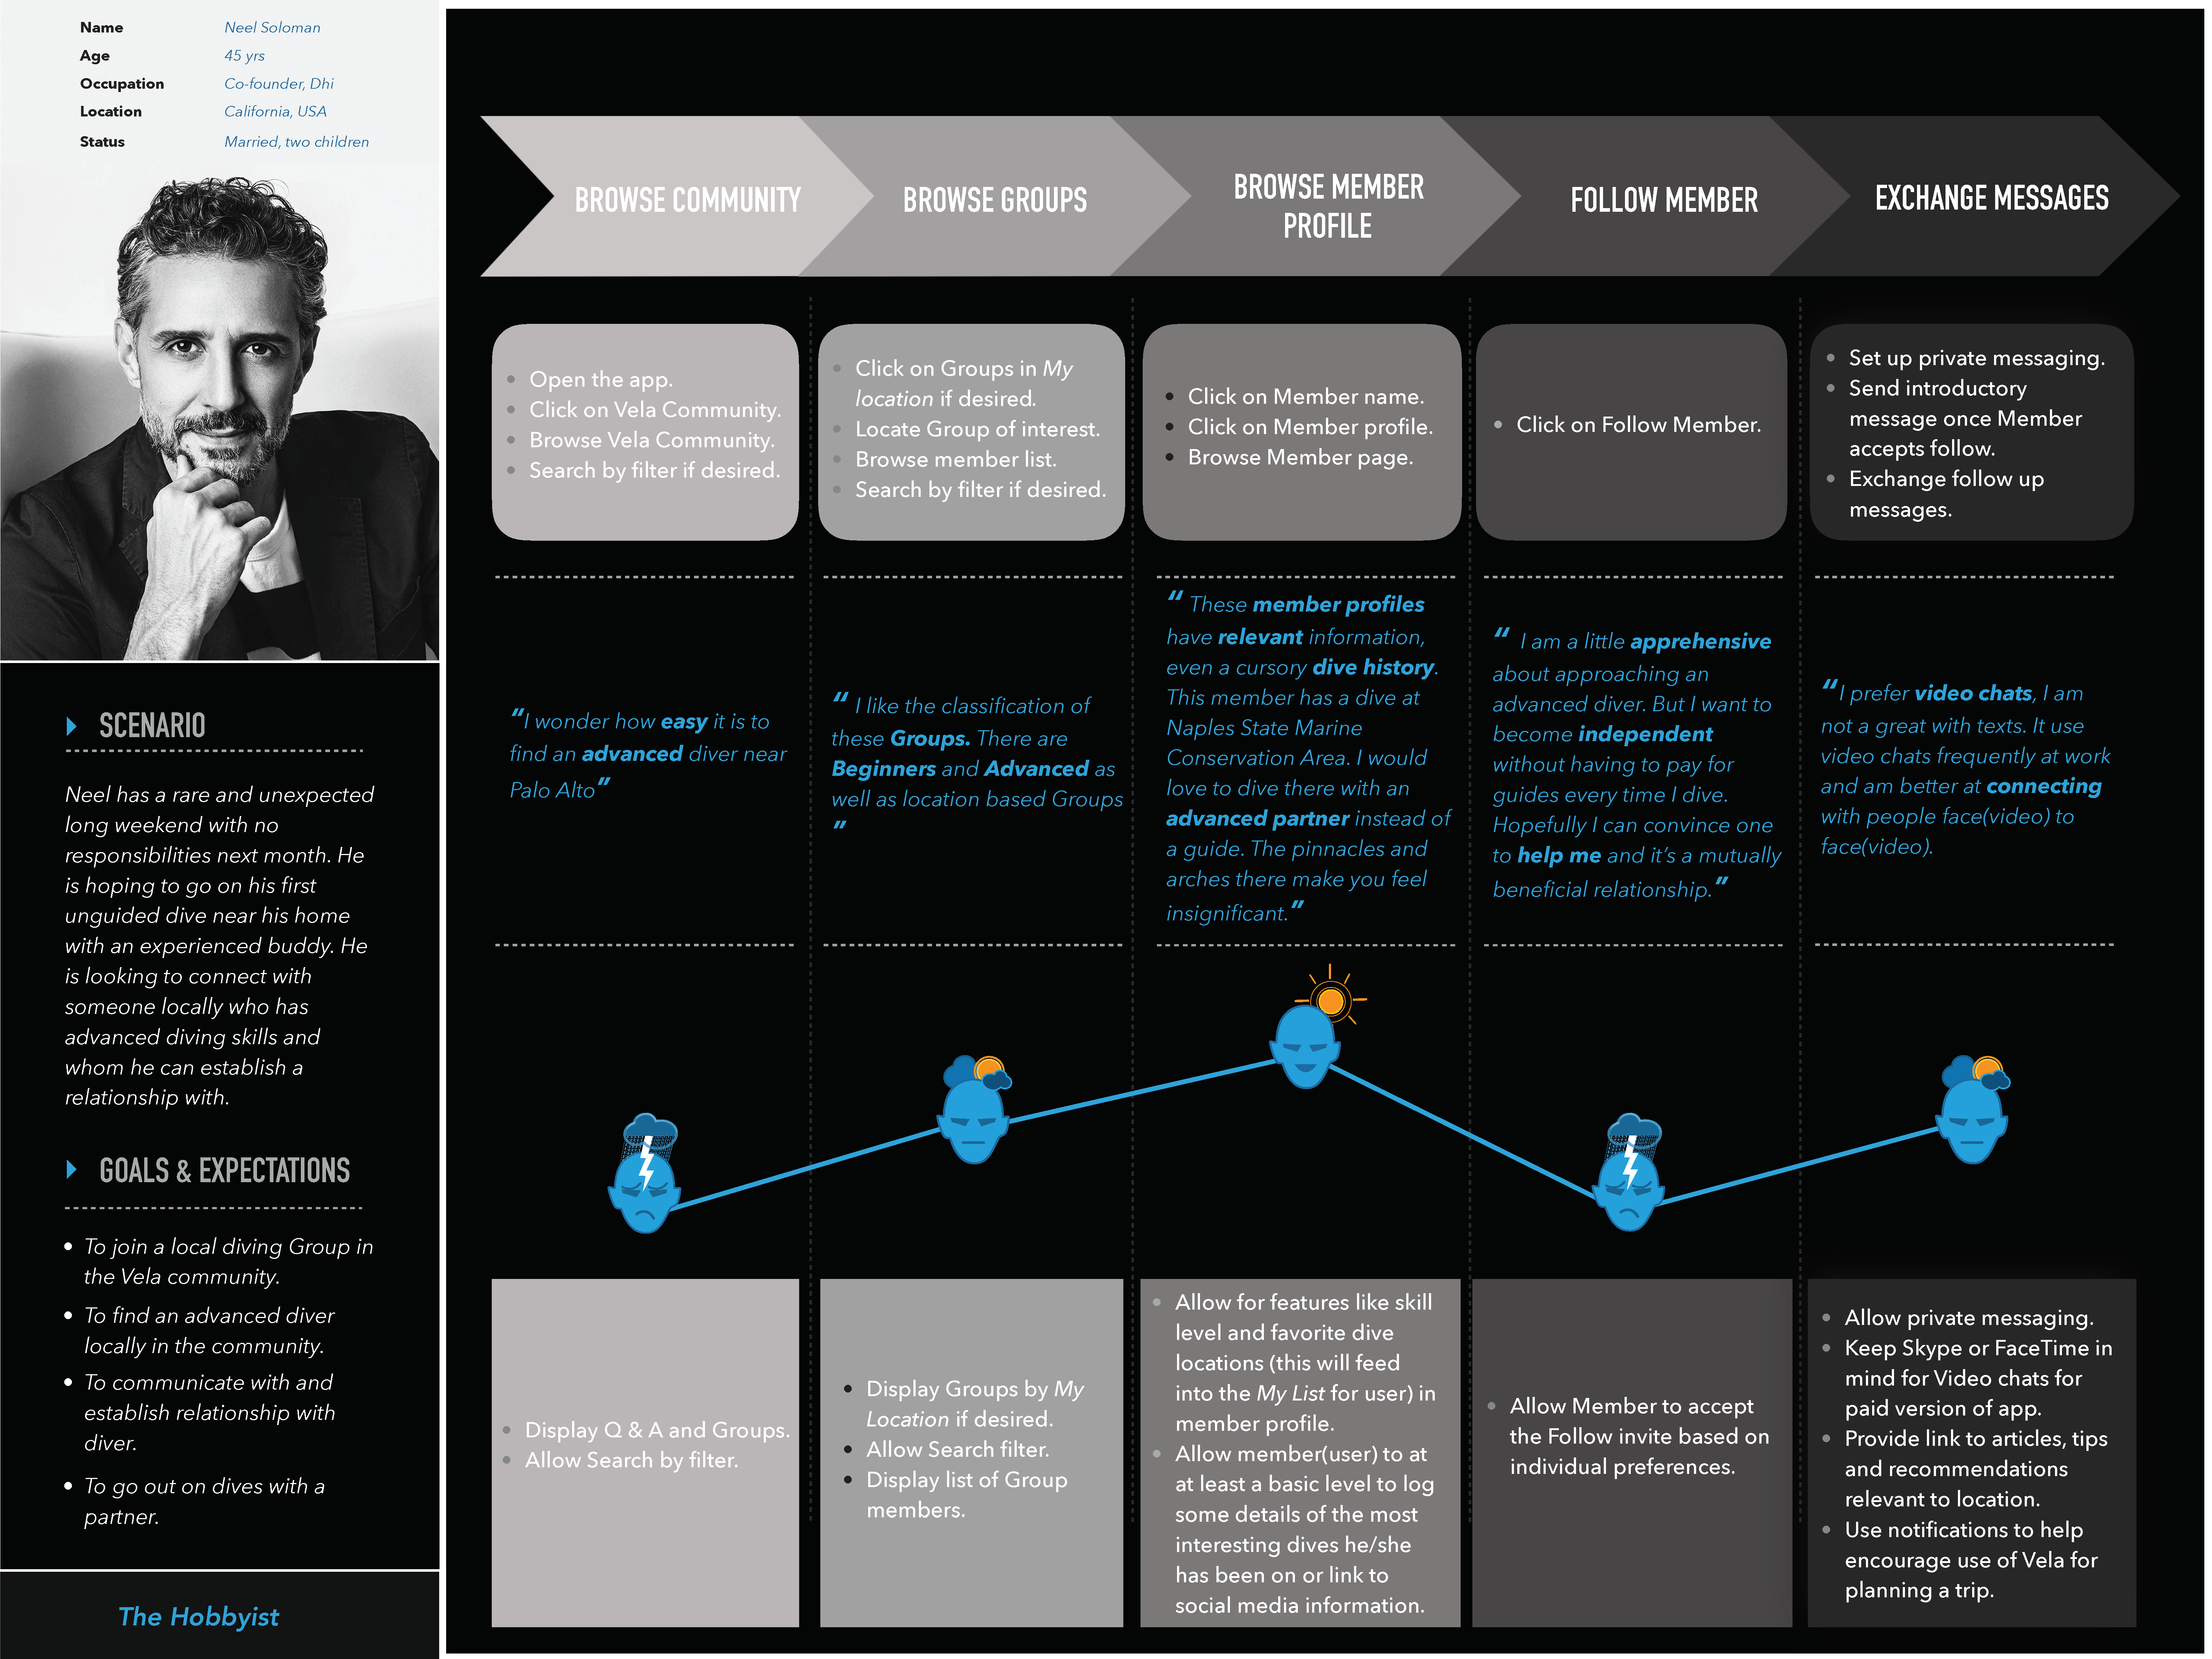 Name Neel Soloman
Age 45 yrs
Occupation Co-founder, Dhi
Location California, USA
Status Married, two children
SCENARIO
Neel has a rare and unexpected
long weekend with no
responsibilities next month. He
is hoping to go on his first
unguided dive near his home
with an experienced buddy. He
is looking to connect with
someone locally who has
advanced diving skills and
whom he can establish a
relationship with.
GOALS & EXPECTATIONS
• To join a local diving Group in
the Vela community.
• To find an advanced diver
locally in the community.
• To communicate with and
establish relationship with
diver.
• To go out on dives with a
partner.
The Hobbyist
BROWSE COMMUNITY
BROWSE GROUPS
BROWSE MEMBER
PROFILE
FOLLOW MEMBER
EXCHANGE MESSAGES
• Open the app.
• Click on Vela Community.
• Browse Vela Community.
• Search by filter if desired.
• Click on Groups in My
location if desired.
• Locate Group of interest.
• Browse member list.
• Search by filter if desired.
• Click on Member name.
• Click on Member profile.
• Browse Member page.
• Click on Follow Member.
• Set up private messaging.
• Send introductory
message once Member
accepts follow.
• Exchange follow up
messages.
“I wonder how easy it is to
find an advanced diver near
Palo Alto”
“ I like the classification of
these Groups. There are
Beginners and Advanced as
well as location based Groups
”
“ These member profiles
have relevant information,
even a cursory dive history.
This member has a dive at
Naples State Marine
Conservation Area. I would
love to dive there with an
advanced partner instead of
a guide. The pinnacles and
arches there make you feel
insignificant.”
“ I am a little apprehensive
about approaching an
advanced diver. But I want to
become independent
without having to pay for
guides every time I dive.
Hopefully I can convince one
to help me and it’s a mutually
beneficial relationship.”
“I prefer video chats, I am
not a great with texts. It use
video chats frequently at work
and am better at connecting
with people face(video) to
face(video).
• Display Q & A and Groups.
• Allow Search by filter.
• Display Groups by My
Location if desired.
• Allow Search filter.
• Display list of Group
members.
• Allow for features like skill
level and favorite dive
locations (this will feed
into the My List for user) in
member profile.
• Allow member(user) to at
at least a basic level to log
some details of the most
interesting dives he/she
has been on or link to
social media information.
• Allow Member to accept
the Follow invite based on
individual preferences.
• Allow private messaging.
• Keep Skype or FaceTime in
mind for Video chats for
paid version of app.
• Provide link to articles, tips
and recommendations
relevant to location.
• Use notifications to help
encourage use of Vela for
planning a trip.